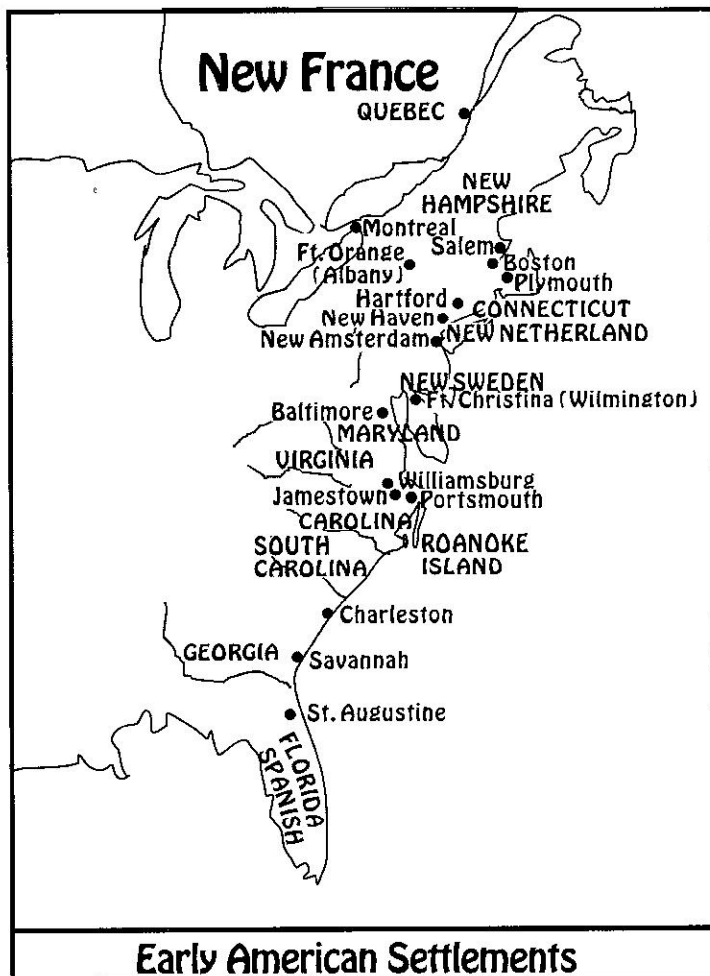 New France
QUEBEC
NEW
HAMPSHIRE
Montreal
Salem
Ft. Orange
(Albany)
Boston
Plymouth
Hartford
CONNECTICUT
New Haven
New Amsterdam
NEW NETHERLAND
NEW SWEDEN
Ft. Christina (Wilmington)
Baltimore
MARYLAND
VIRGINIA
Williamsburg
Jamestown
Portsmouth
CAROLINA
SOUTH
CAROLINA
ROANOKE
ISLAND
Charleston
GEORGIA
Savannah
St. Augustine
FLORIDA
SPANISH
Early American Settlements